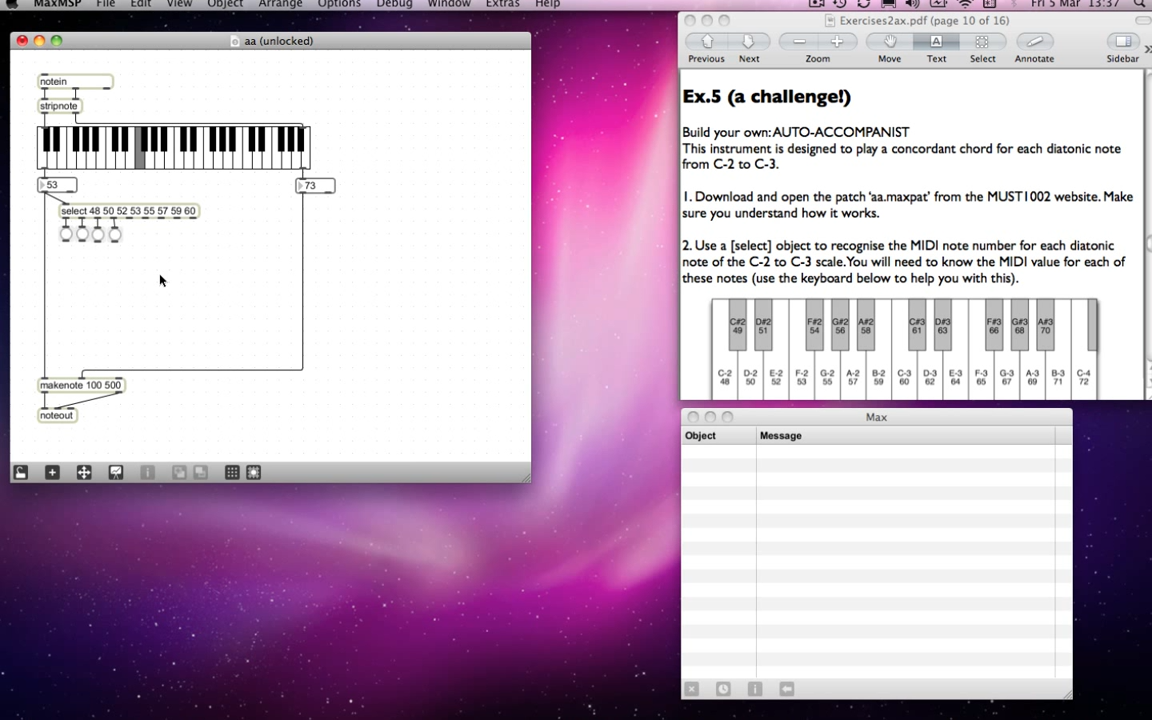 MaxMSP File Edit View Object Arrange Options Debug Window Extras Help Fri 5 Mar 13:37
aa (unlocked)
notein
stripnote
53
73
select 48 50 52 53 55 57 59 60
makenote 100 500
noteout
Exercises2ax.pdf (page 10 of 16)
Previous Next Zoom Move Text Select Annotate Sidebar
Ex.5 (a challenge!)
Build your own: AUTO-ACCOMPANIST
This instrument is designed to play a concordant chord for each diatonic note
from C-2 to C-3.
1. Download and open the patch 'aa.maxpat' from the MUST1002 website. Make
sure you understand how it works.
2. Use a [select] object to recognise the MIDI note number for each diatonic
note of the C-2 to C-3 scale. You will need to know the MIDI value for each of
these notes (use the keyboard below to help you with this).
C#2 D#2 F#2 G#2 A#2 C#3 D#3 F#3 G#3 A#3
49 51 54 56 58 61 63 66 68 70
C-2 D-2 E-2 F-2 G-2 A-2 B-2 C-3 D-3 E-3 F-3 G-3 A-3 B-3 C-4
48 50 52 53 55 57 59 60 62 64 65 67 69 71 72
Max
Object Message